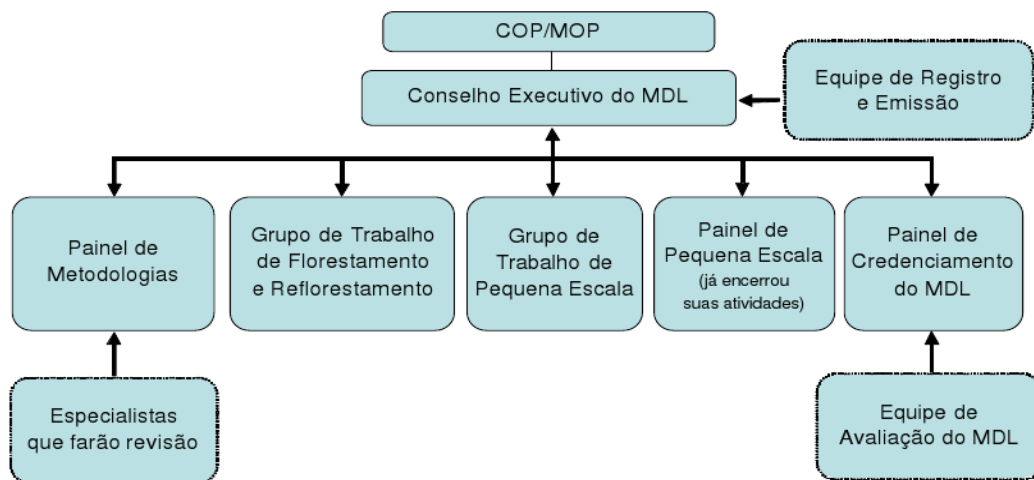 COP/MOP
Conselho Executivo do MDL
Equipe de Registro
e Emissão
Painel de
Metodologias
Grupo de Trabalho
de Florestamento
e Reflorestamento
Grupo de
Trabalho de
Pequena Escala
Painel de
Pequena Escala
(já encerrou
suas atividades)
Painel de
Credenciamento
do MDL
Especialistas
que farão revisão
Equipe de
Avaliação do MDL